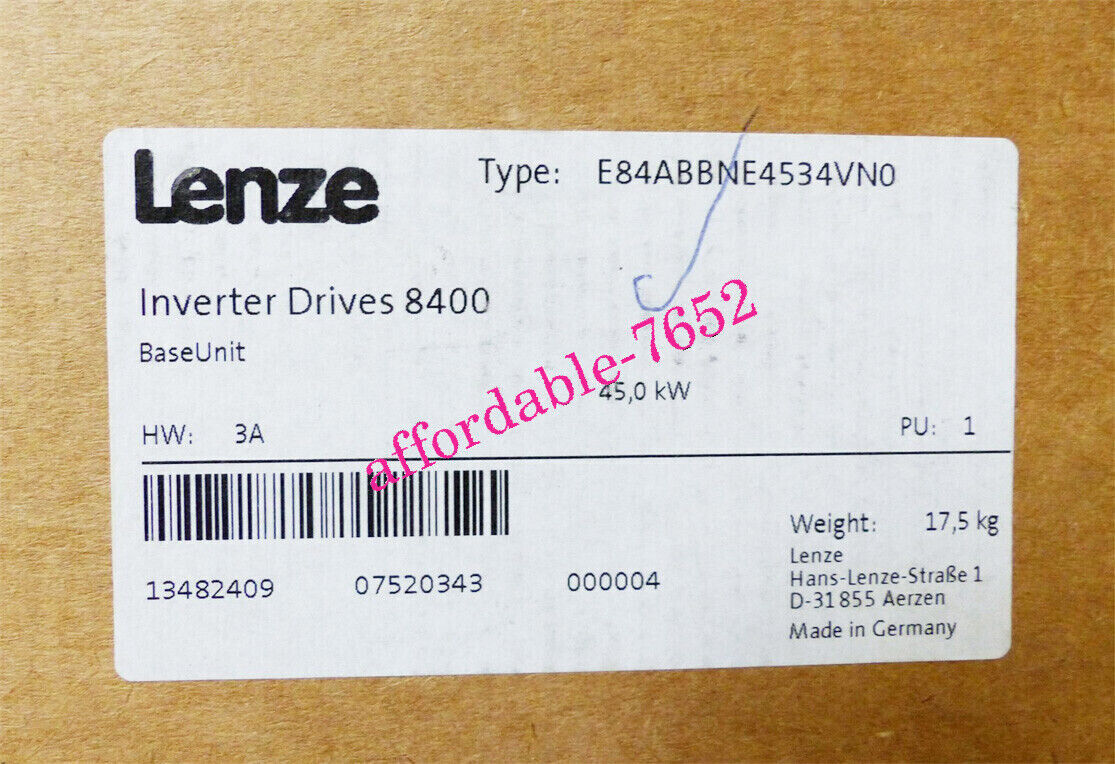 Lenze
Type: E84ABBNE4534VN0
Inverter Drives 8400
BaseUnit
affordable-7652
45,0 kW
HW: 3A
PU: 1
Weight: 17,5 kg
Lenze
Hans-Lenze-Straße 1
D-31855 Aerzen
Made in Germany
13482409 07520343 000004